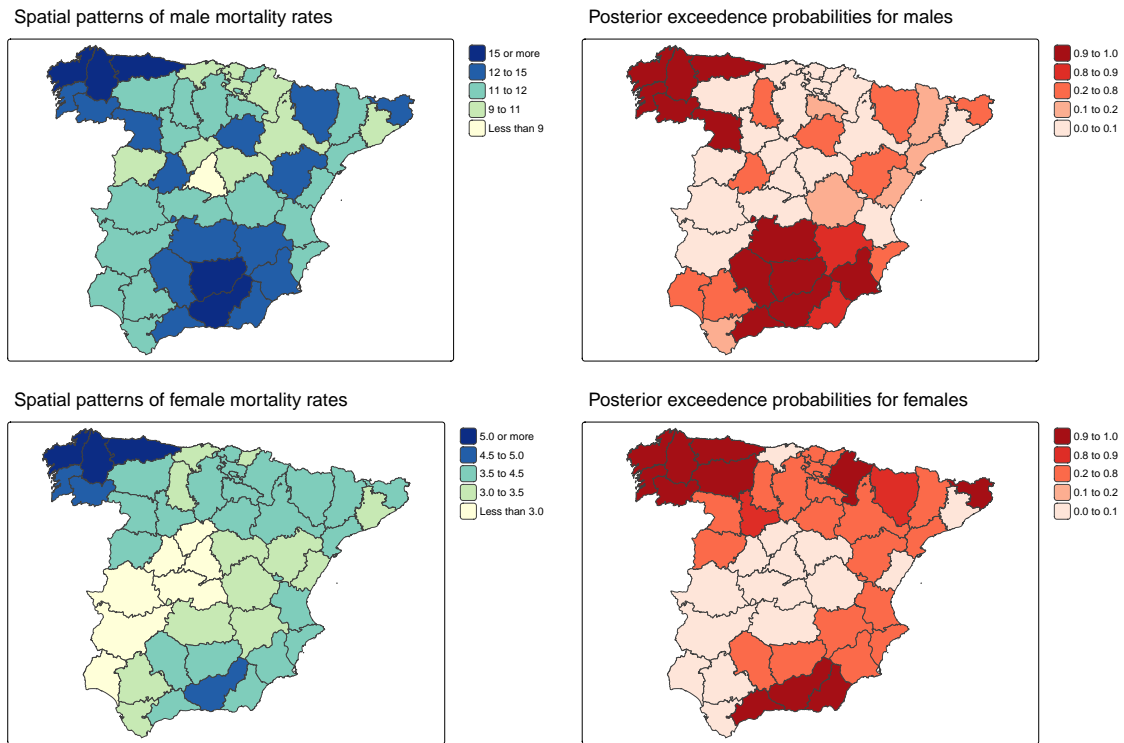 Spatial patterns of male mortality rates
15 or more
12 to 15
11 to 12
9 to 11
Less than 9
Posterior exceedence probabilities for males
0.9 to 1.0
0.8 to 0.9
0.2 to 0.8
0.1 to 0.2
0.0 to 0.1
Spatial patterns of female mortality rates
5.0 or more
4.5 to 5.0
3.5 to 4.5
3.0 to 3.5
Less than 3.0
Posterior exceedence probabilities for females
0.9 to 1.0
0.8 to 0.9
0.2 to 0.8
0.1 to 0.2
0.0 to 0.1